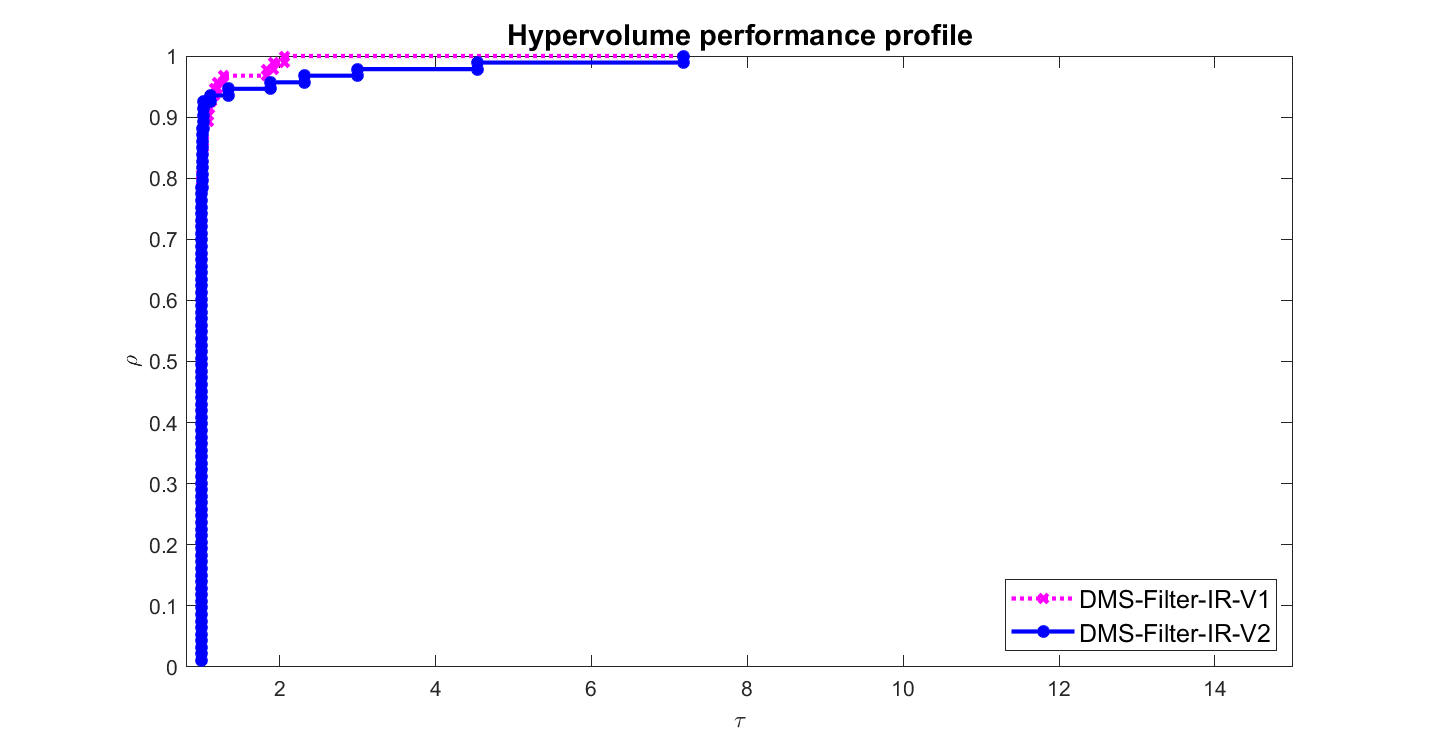 Hypervolume performance profile
1
0.9
0.8
0.7
0.6
0.5
0.4
0.3
0.2
0.1
0
ρ
2 4 6 8 10 12 14
τ
DMS-Filter-IR-V1
DMS-Filter-IR-V2